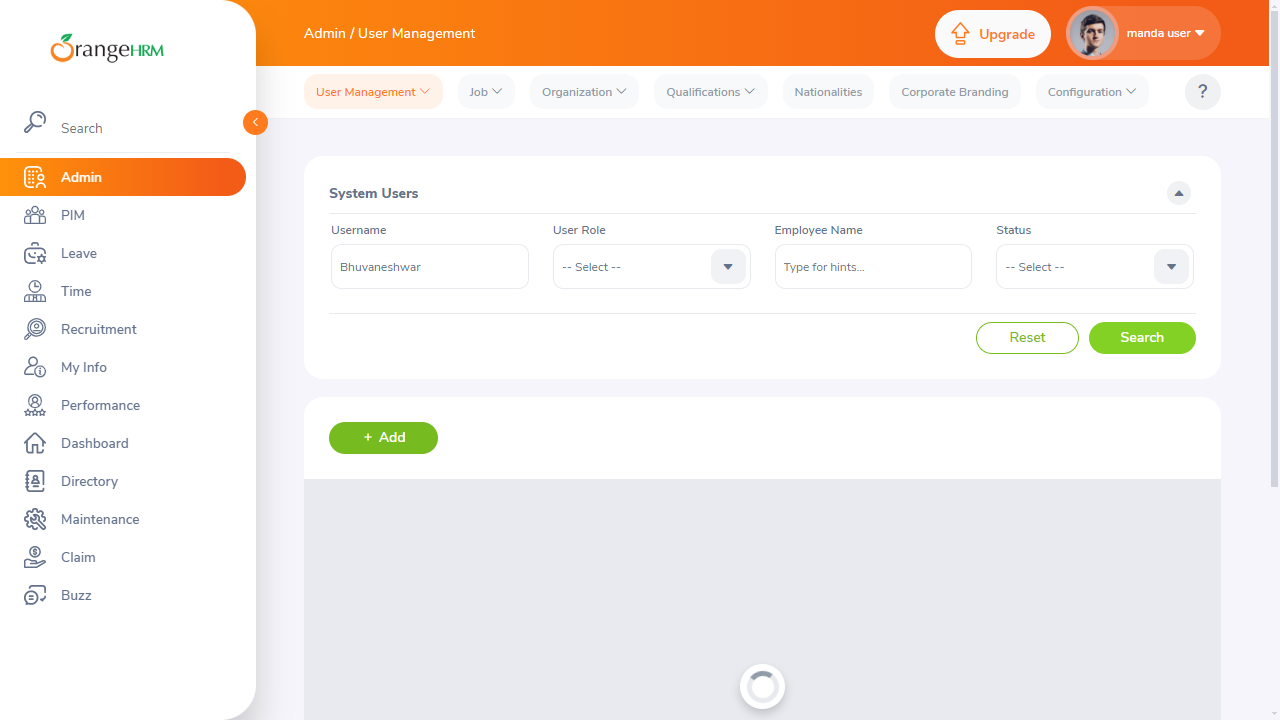 OrangeHRM
Admin / User Management
Upgrade
manda user
User Management
Job
Organization
Qualifications
Nationalities
Corporate Branding
Configuration
?
Search
Admin
PIM
Leave
Time
Recruitment
My Info
Performance
Dashboard
Directory
Maintenance
Claim
Buzz
System Users
Username
User Role
Employee Name
Status
Bhuvaneshwar
-- Select --
Type for hints...
-- Select --
Reset
Search
+ Add